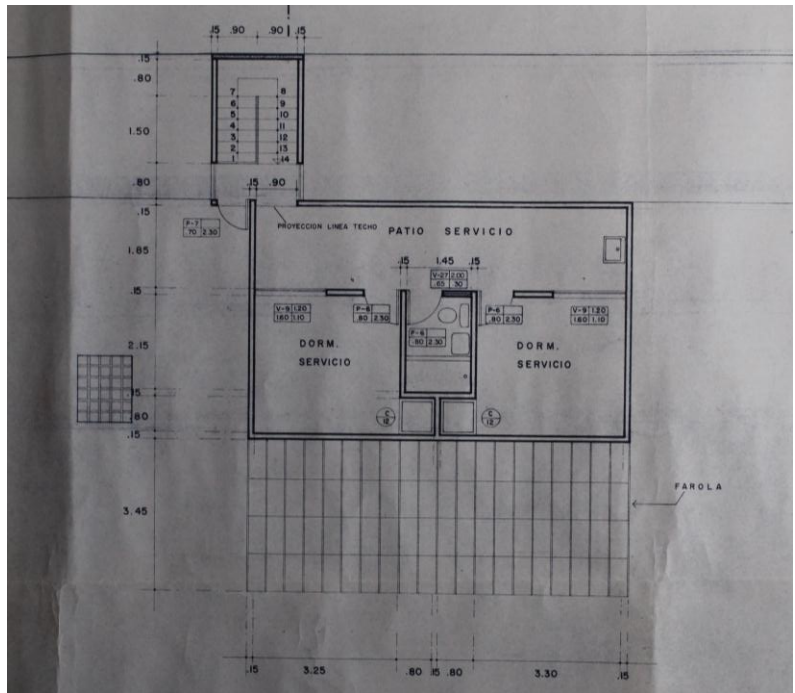 .15 .90 .90 .15
.15
.80
7 8
6 9
5 10
4 11
1.50
3 12
2 13
1 14
.80
.15 .90
.15
P-7
.70 2.30
PROYECCION LINEA TECHO
PATIO SERVICIO
1.85
.15 1.45 .15
V-27 2.00
.65 .30
.15
V-9 1.20
1.60 1.10
P-6
.80 2.30
P-6
.80 2.30
V-9 1.20
1.60 1.10
P-6
.80 2.30
2.15
DORM.
SERVICIO
DORM.
SERVICIO
.15
.80
C
12
C
12
.15
FAROLA
3.45
.15 3.25 .80 .15 .80 3.30 .15